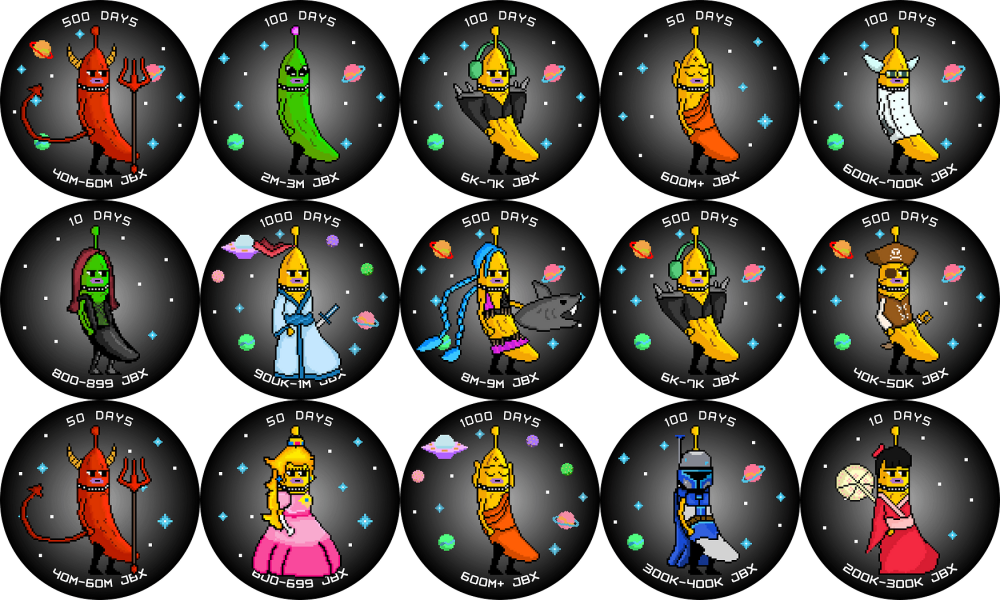 500 DAYS
40M-60M JBX
100 DAYS
2M-3M JBX
100 DAYS
6K-7K JBX
50 DAYS
600M+ JBX
100 DAYS
600K-700K JBX
10 DAYS
800-899 JBX
1000 DAYS
900K-1M JBX
500 DAYS
8M-9M JBX
500 DAYS
6K-7K JBX
500 DAYS
40K-50K JBX
50 DAYS
40M-60M JBX
50 DAYS
600-699 JBX
1000 DAYS
600M+ JBX
100 DAYS
300K-400K JBX
10 DAYS
200K-300K JBX